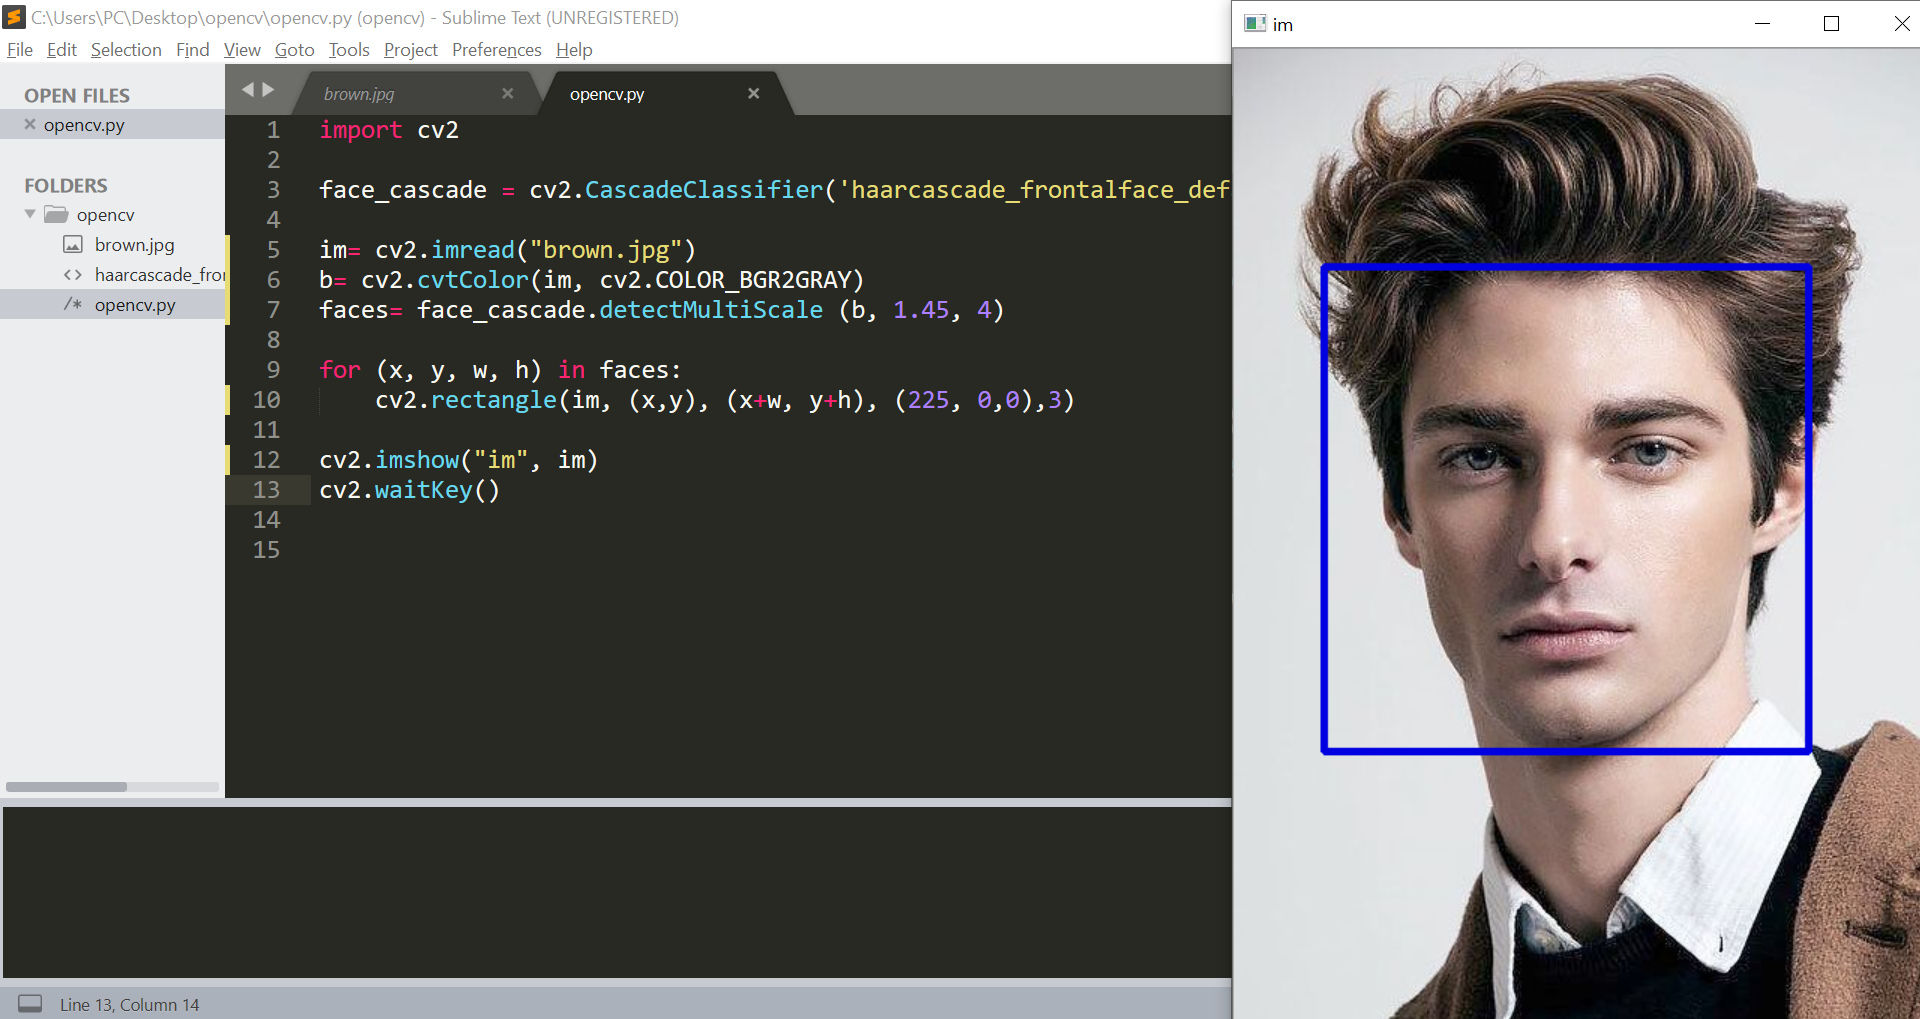 C:\Users\PC\Desktop\opencv\opencv.py (opencv) - Sublime Text (UNREGISTERED)
File Edit Selection Find View Goto Tools Project Preferences Help
OPEN FILES
opencv.py
FOLDERS
opencv
brown.jpg
haarcascade_fro
opencv.py
brown.jpg
opencv.py
1 import cv2
2
3 face_cascade = cv2.CascadeClassifier('haarcascade_frontalface_def
4
5 im= cv2.imread("brown.jpg")
6 b= cv2.cvtColor(im, cv2.COLOR_BGR2GRAY)
7 faces= face_cascade.detectMultiScale (b, 1.45, 4)
8
9 for (x, y, w, h) in faces:
10 cv2.rectangle(im, (x,y), (x+w, y+h), (225, 0,0),3)
11
12 cv2.imshow("im", im)
13 cv2.waitKey()
14
15
Line 13, Column 14
im